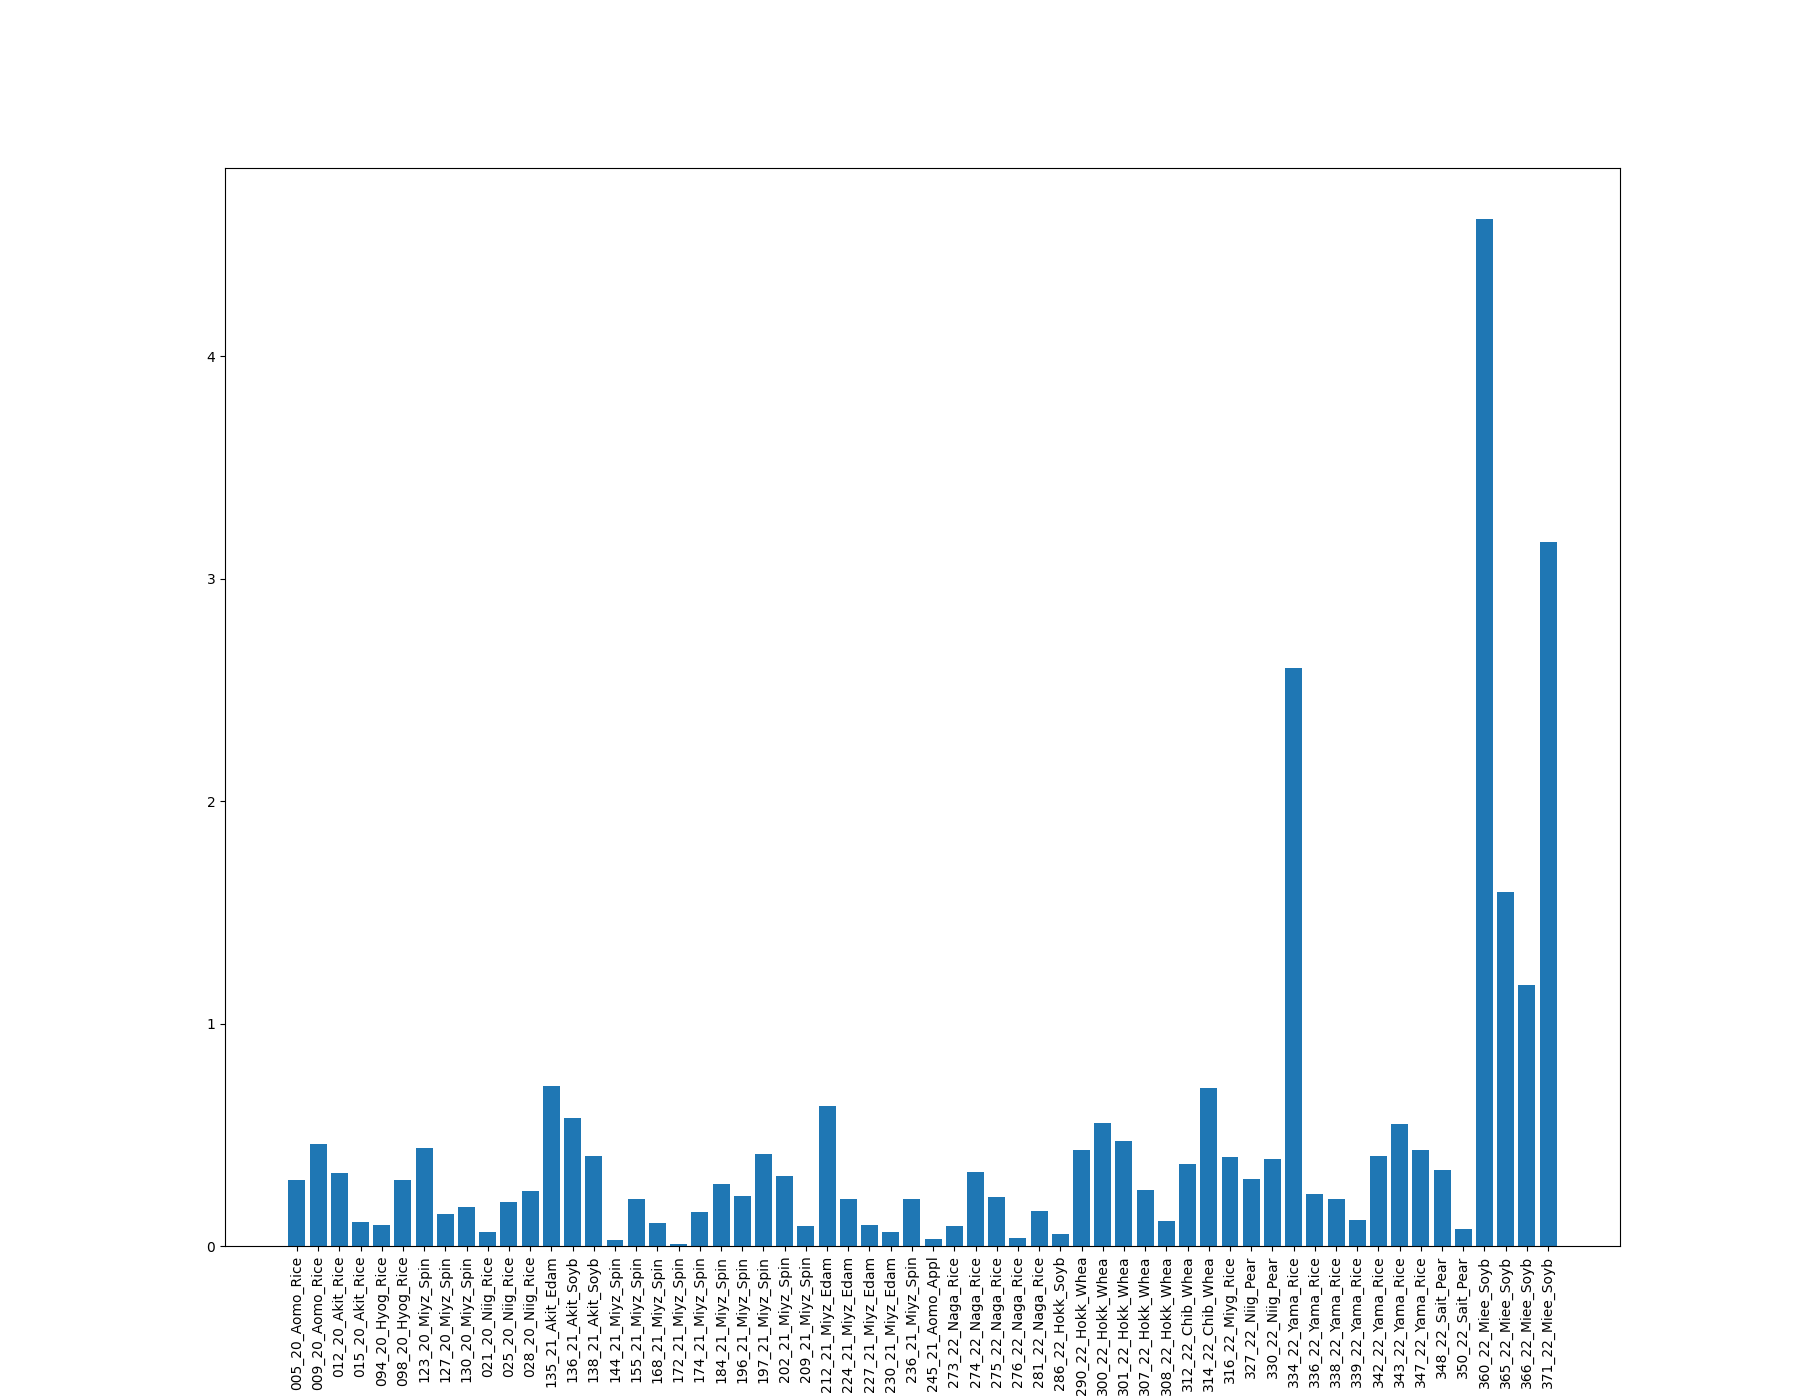 4
3
2
1
0
005_20_Aomo_Rice
009_20_Aomo_Rice
012_20_Akit_Rice
015_20_Akit_Rice
094_20_Hyog_Rice
098_20_Hyog_Rice
123_20_Miyz_Spin
127_20_Miyz_Spin
130_20_Miyz_Spin
021_20_Niig_Rice
025_20_Niig_Rice
028_20_Niig_Rice
135_21_Akit_Edam
136_21_Akit_Soyb
138_21_Akit_Soyb
144_21_Miyz_Spin
155_21_Miyz_Spin
168_21_Miyz_Spin
172_21_Miyz_Spin
174_21_Miyz_Spin
184_21_Miyz_Spin
196_21_Miyz_Spin
197_21_Miyz_Spin
202_21_Miyz_Spin
209_21_Miyz_Spin
212_21_Miyz_Edam
224_21_Miyz_Edam
227_21_Miyz_Edam
230_21_Miyz_Edam
236_21_Miyz_Spin
245_21_Aomo_Appl
273_22_Naga_Rice
274_22_Naga_Rice
275_22_Naga_Rice
276_22_Naga_Rice
281_22_Naga_Rice
286_22_Hokk_Soyb
290_22_Hokk_Whea
300_22_Hokk_Whea
301_22_Hokk_Whea
307_22_Hokk_Whea
308_22_Hokk_Whea
312_22_Chib_Whea
314_22_Chib_Whea
316_22_Miyg_Rice
327_22_Niig_Pear
330_22_Niig_Pear
334_22_Yama_Rice
336_22_Yama_Rice
338_22_Yama_Rice
339_22_Yama_Rice
342_22_Yama_Rice
343_22_Yama_Rice
347_22_Yama_Rice
348_22_Sait_Pear
350_22_Sait_Pear
360_22_Miee_Soyb
365_22_Miee_Soyb
366_22_Miee_Soyb
371_22_Miee_Soyb